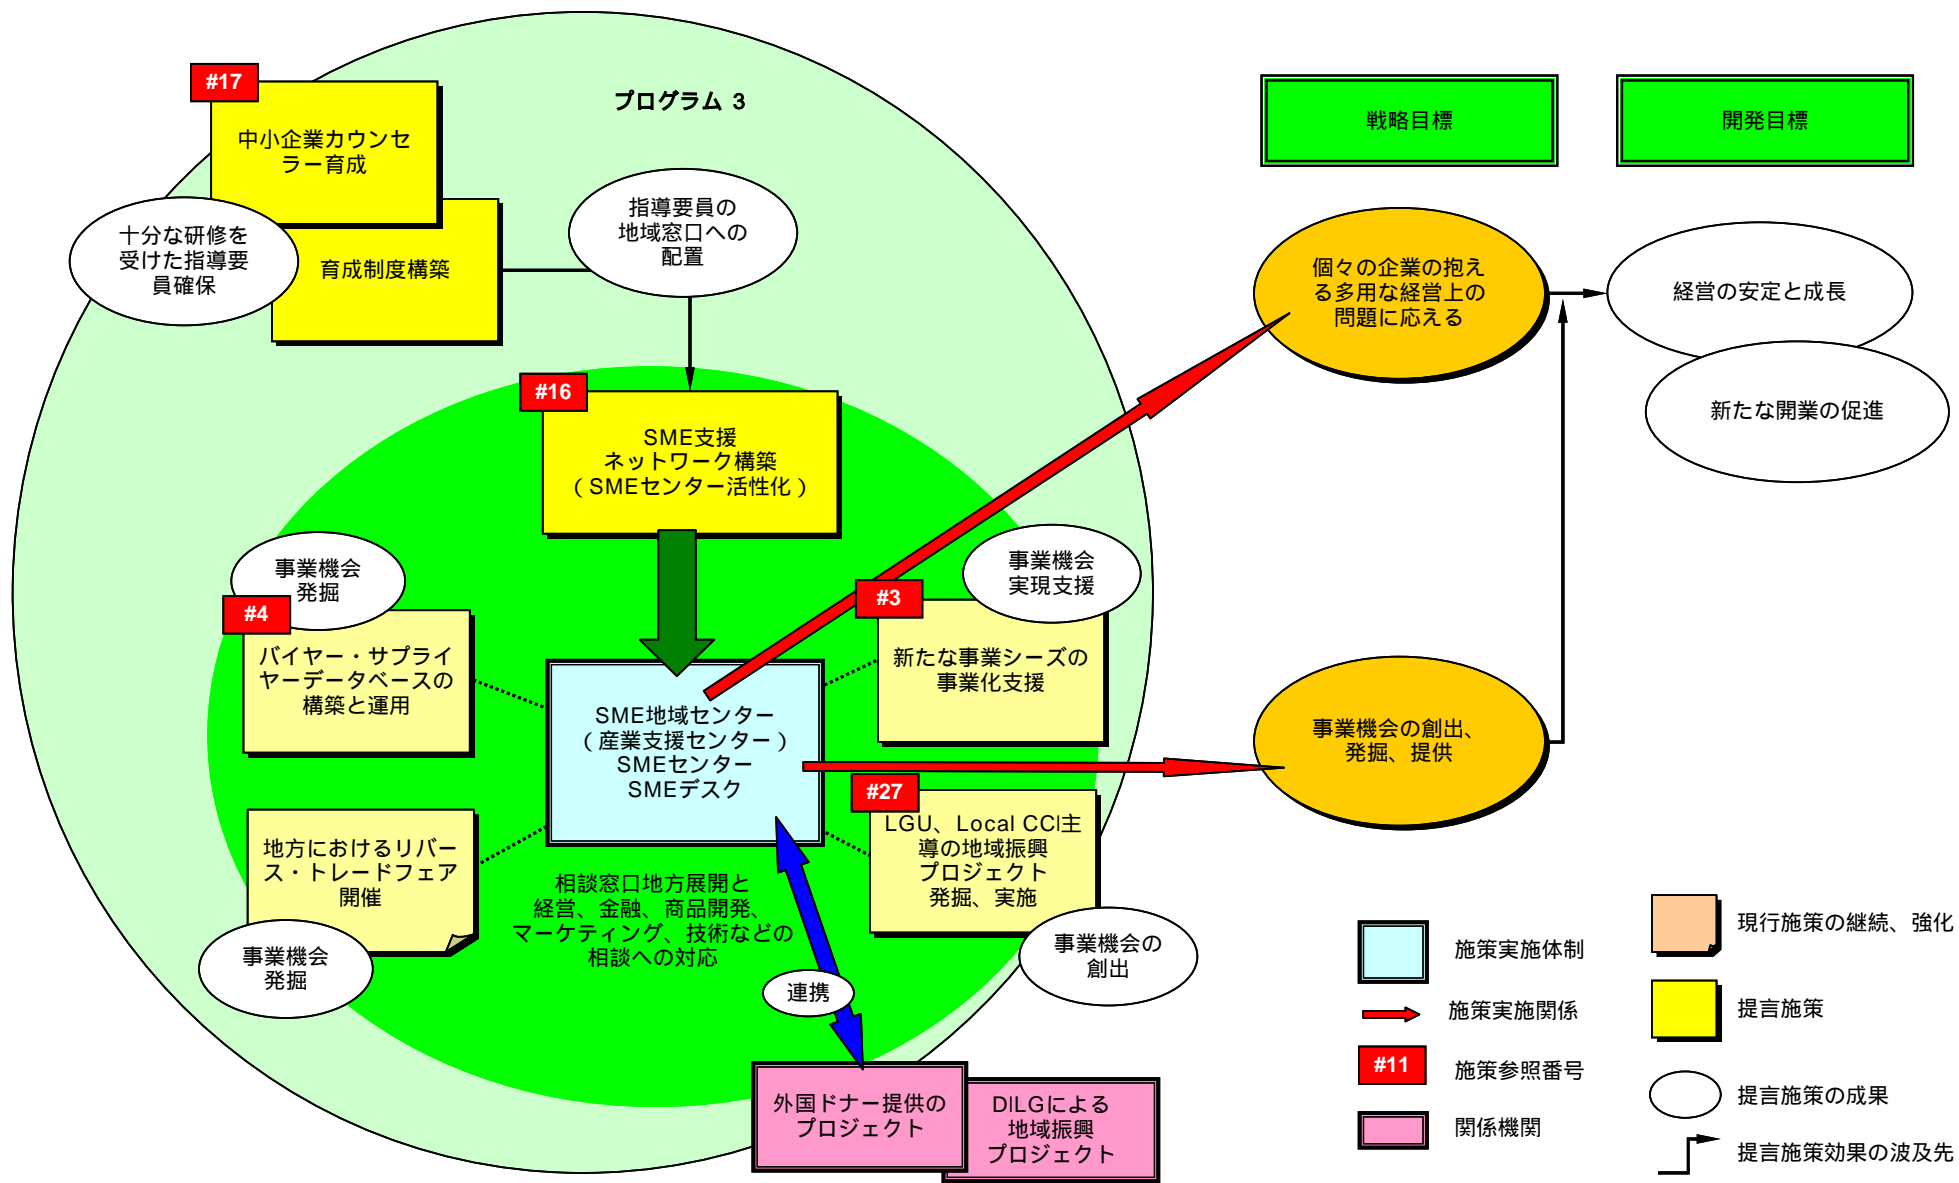 #17
中小企業カウンセ
ラー育成
十分な研修を
受けた指導要
員確保
育成制度構築
プログラム 3
指導要員の
地域窓口への
配置
#16
SME支援
ネットワーク構築
（SMEセンター活性化）
事業機会
発掘
#4
バイヤー・サプライ
ヤーデータベースの
構築と運用
事業機会
実現支援
#3
新たな事業シーズの
事業化支援
SME地域センター
（産業支援センター）
SMEセンター
SMEデスク
地方におけるリバー
ス・トレードフェア
開催
事業機会
発掘
#27
LGU、Local CCI主
導の地域振興
プロジェクト
発掘、実施
事業機会の
創出
相談窓口地方展開と
経営、金融、商品開発、
マーケティング、技術などの
相談への対応
連携
外国ドナー提供の
プロジェクト
DILGによる
地域振興
プロジェクト
戦略目標
開発目標
個々の企業の抱え
る多用な経営上の
問題に応える
経営の安定と成長
新たな開業の促進
事業機会の創出、
発掘、提供
施策実施体制
施策実施関係
#11
施策参照番号
関係機関
現行施策の継続、強化
提言施策
提言施策の成果
提言施策効果の波及先